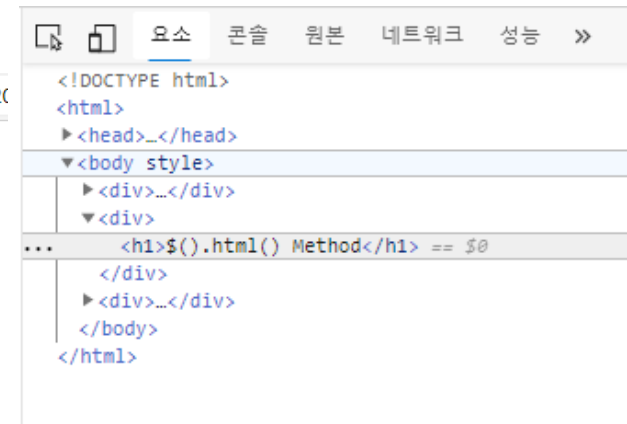 요소 콘솔 원본 네트워크 성능 »
<!DOCTYPE html>
<html>
▶<head>…</head>
▼<body style>
▶<div>…</div>
▼<div>
... <h1>$().html() Method</h1> == $0
</div>
▶<div>…</div>
</body>
</html>